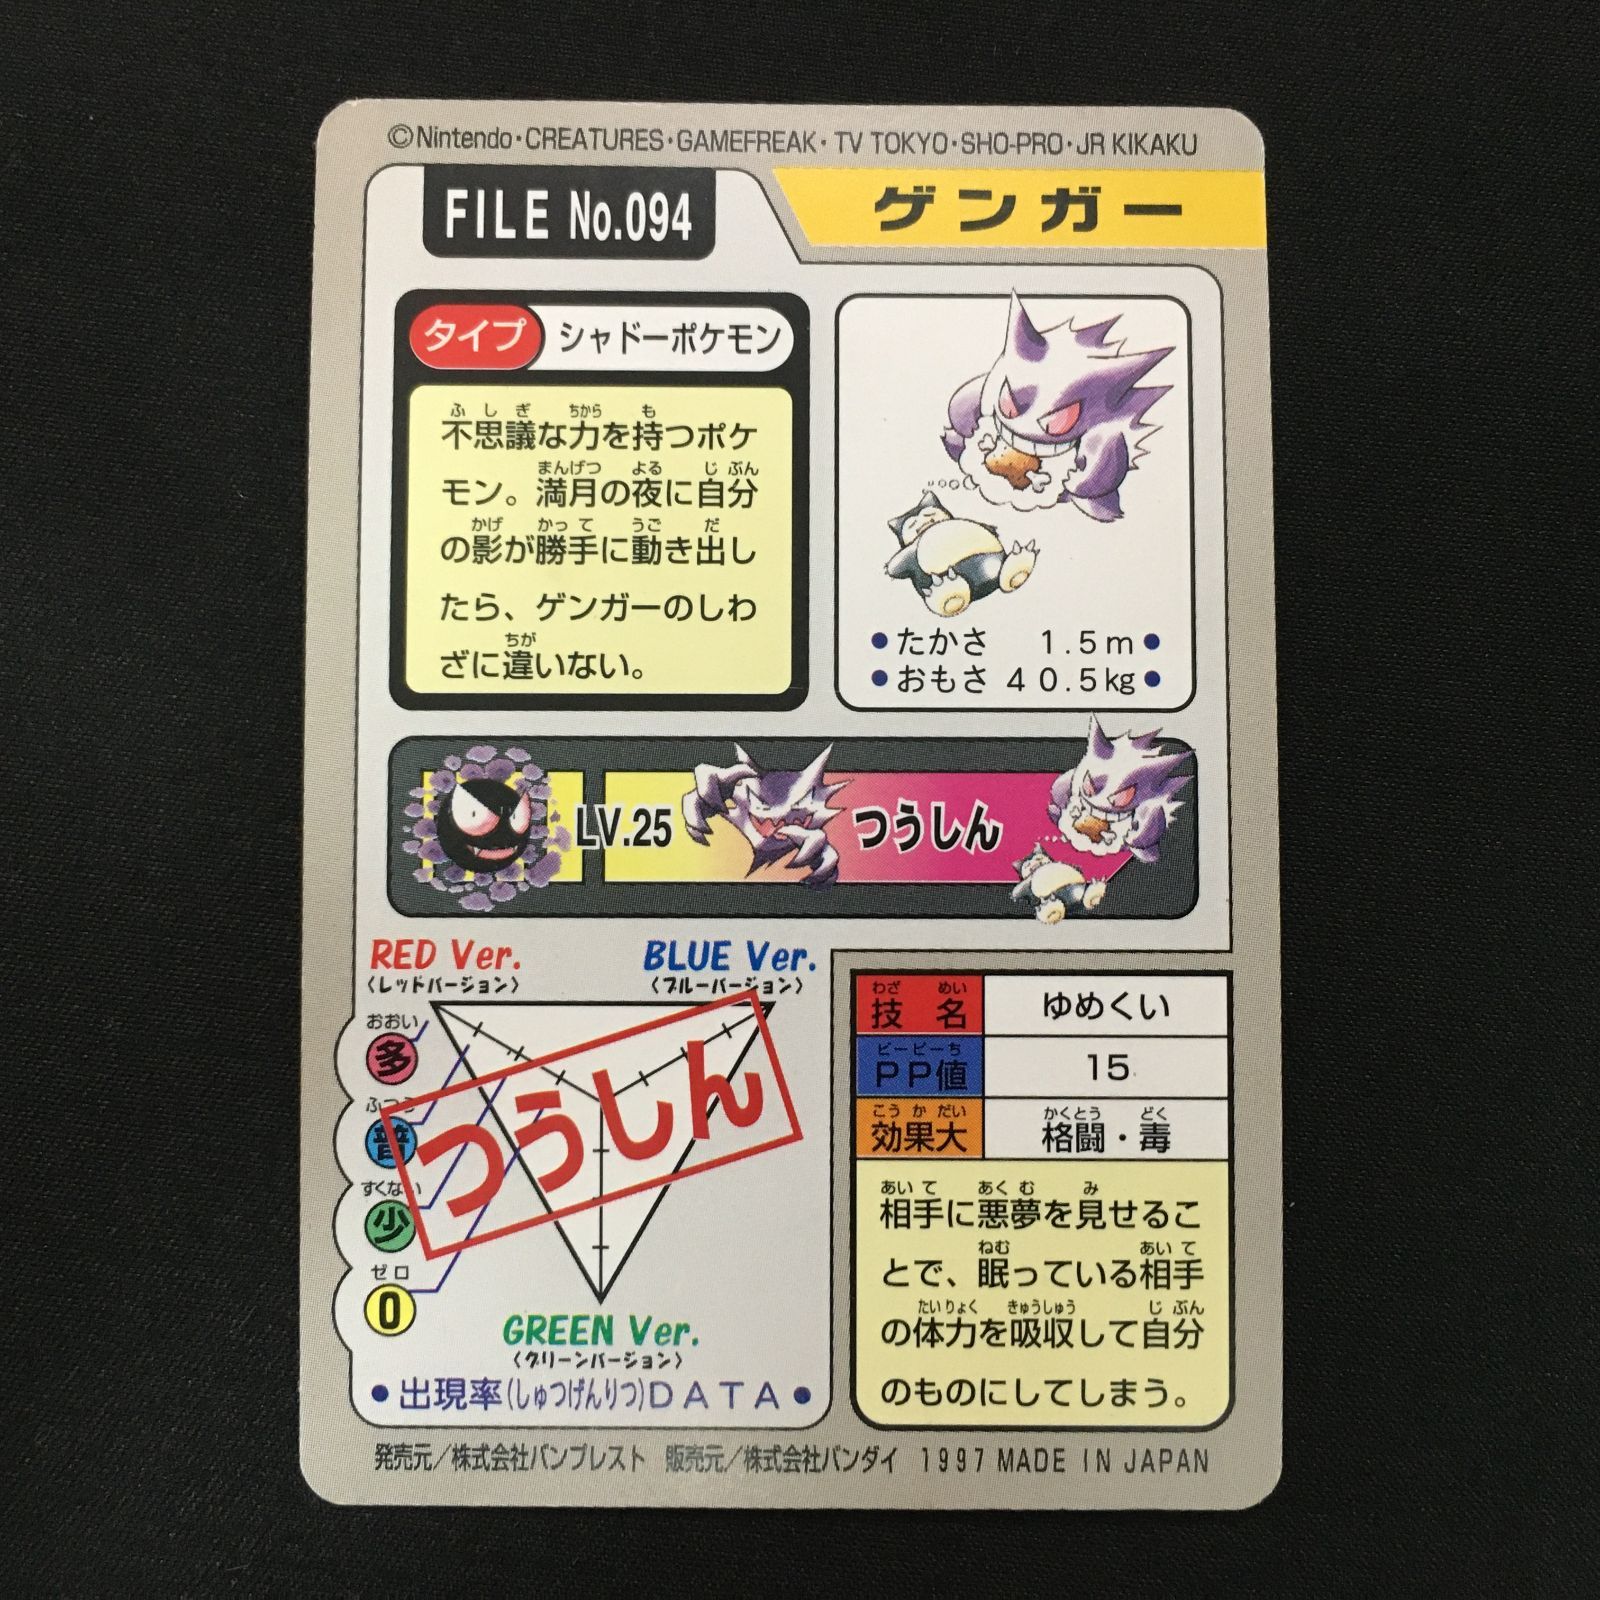 ©Nintendo・CREATURES・GAMEFREAK・TV TOKYO・SHO-PRO・JR KIKAKU
FILE No.094
ゲンガー
タイプ シャドーポケモン
ふしぎ ちから も
不思議な力を持つポケ
まんげつ よる じぶん
モン。満月の夜に自分
かげ かって うご だ
の影が勝手に動き出し
たら、ゲンガーのしわ
ちが
ざに違いない。
●たかさ 1.5m●
●おもさ 40.5kg●
LV.25
つうしん
RED Ver.
〈レッドバージョン〉
BLUE Ver.
〈ブルーバージョン〉
おおい
多
ふつう
普
すくない
少
ゼロ
0
つうしん
GREEN Ver.
〈グリーンバージョン〉
●出現率(しゅつげんりつ)DATA●
わざ めい
技名 ゆめくい
ピーピーち
PP値 15
こうかだい かくとう どく
効果大 格闘・毒
あいて あくむ み
相手に悪夢を見せるこ
ねむ あいて
とで、眠っている相手
たいりょく きゅうしゅう じぶん
の体力を吸収して自分
のものにしてしまう。
発売元/株式会社バンプレスト 販売元/株式会社バンダイ 1997 MADE IN JAPAN